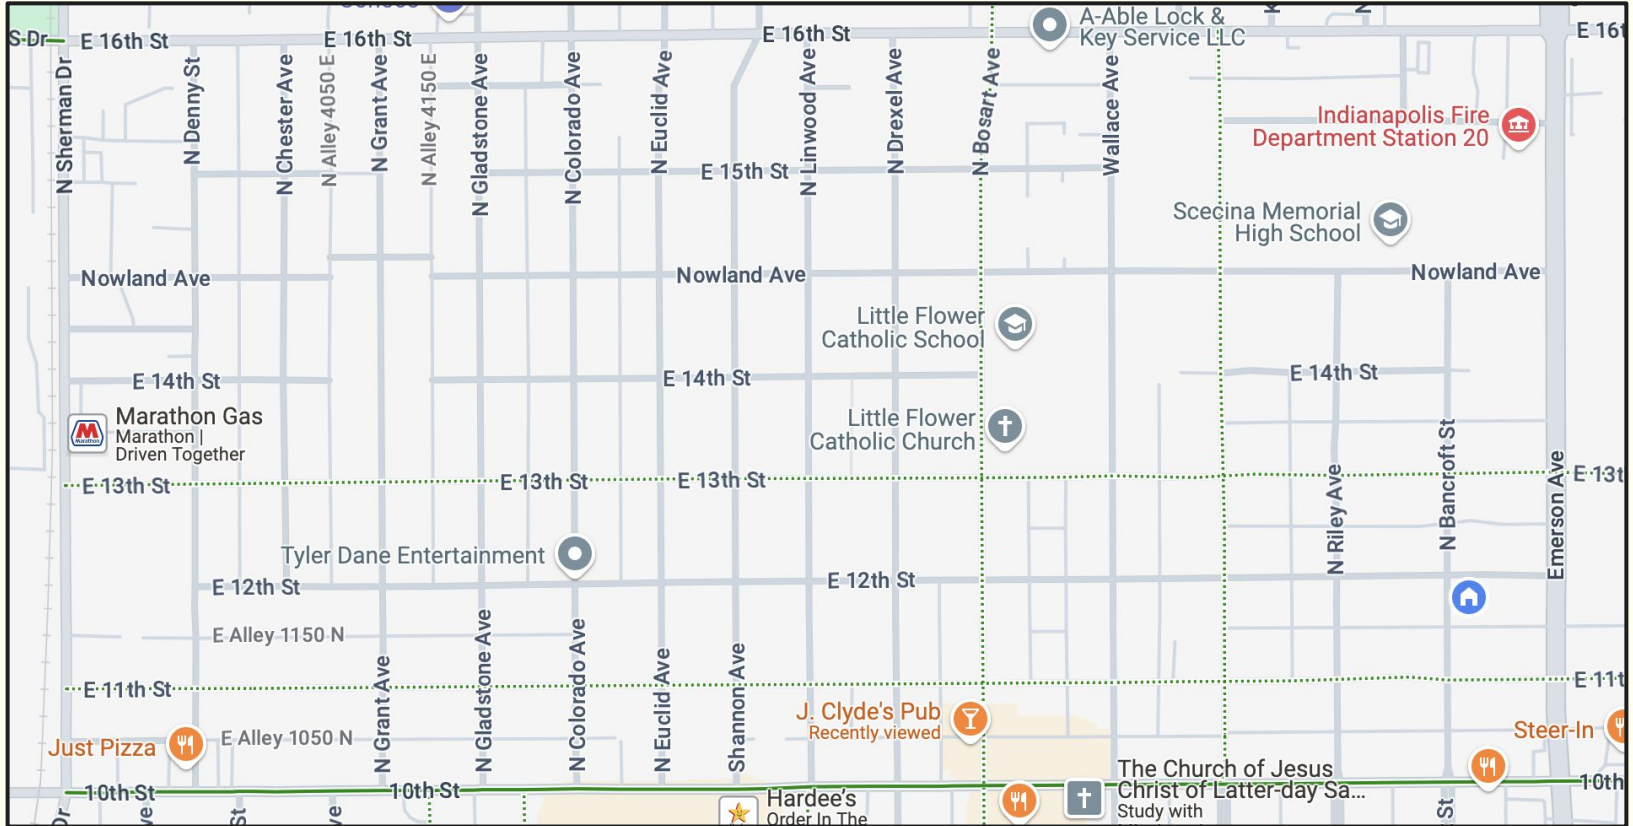 S Dr
E 16th St
E 16th St
E 16th St
A-Able Lock &
Key Service LLC
N Sherman Dr
N Denny St
N Chester Ave
N Alley 4050 E
N Grant Ave
N Alley 4150 E
N Gladstone Ave
N Colorado Ave
N Euclid Ave
N Linwood Ave
N Drexel Ave
N Bosart Ave
Wallace Ave
Indianapolis Fire
Department Station 20
E 15th St
Scecina Memorial
High School
Nowland Ave
Nowland Ave
Nowland Ave
Little Flower
Catholic School
E 14th St
E 14th St
E 14th St
Marathon Gas
Marathon |
Driven Together
Marathon
Little Flower
Catholic Church
E 13th St
E 13th St
E 13th St
E 13t
N Riley Ave
N Bancroft St
Emerson Ave
Tyler Dane Entertainment
E 12th St
E 12th St
E Alley 1150 N
E 11th St
E 11t
N Grant Ave
N Gladstone Ave
N Colorado Ave
N Euclid Ave
Shannon Ave
J. Clyde's Pub
Recently viewed
Steer-In
Just Pizza
E Alley 1050 N
10th St
10th St
10th
The Church of Jesus
Christ of Latter-day Sa...
Study with
Hardee's
Order In The
Dr
St
St